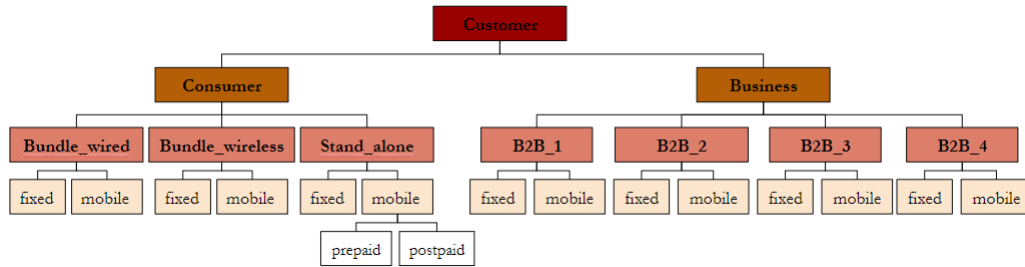 Customer
Consumer Business
Bundle_wired Bundle_wireless Stand_alone B2B_1 B2B_2 B2B_3 B2B_4
fixed mobile fixed mobile fixed mobile fixed mobile fixed mobile fixed mobile fixed mobile
prepaid postpaid